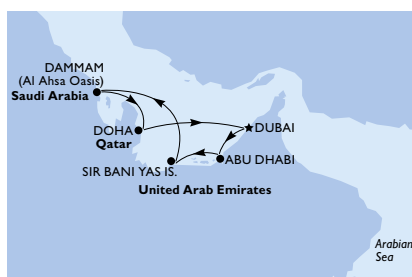 DAMMAM
(Al Ahsa Oasis)
Saudi Arabia
DOHA
Qatar
DUBAI
ABU DHABI
SIR BANI YAS IS.
United Arab Emirates
Arabian
Sea